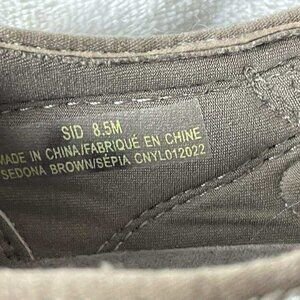 SID 8.5M
MADE IN CHINA/FABRIQUÉ EN CHINE
SEDONA BROWN/SÉPIA CNYL012022